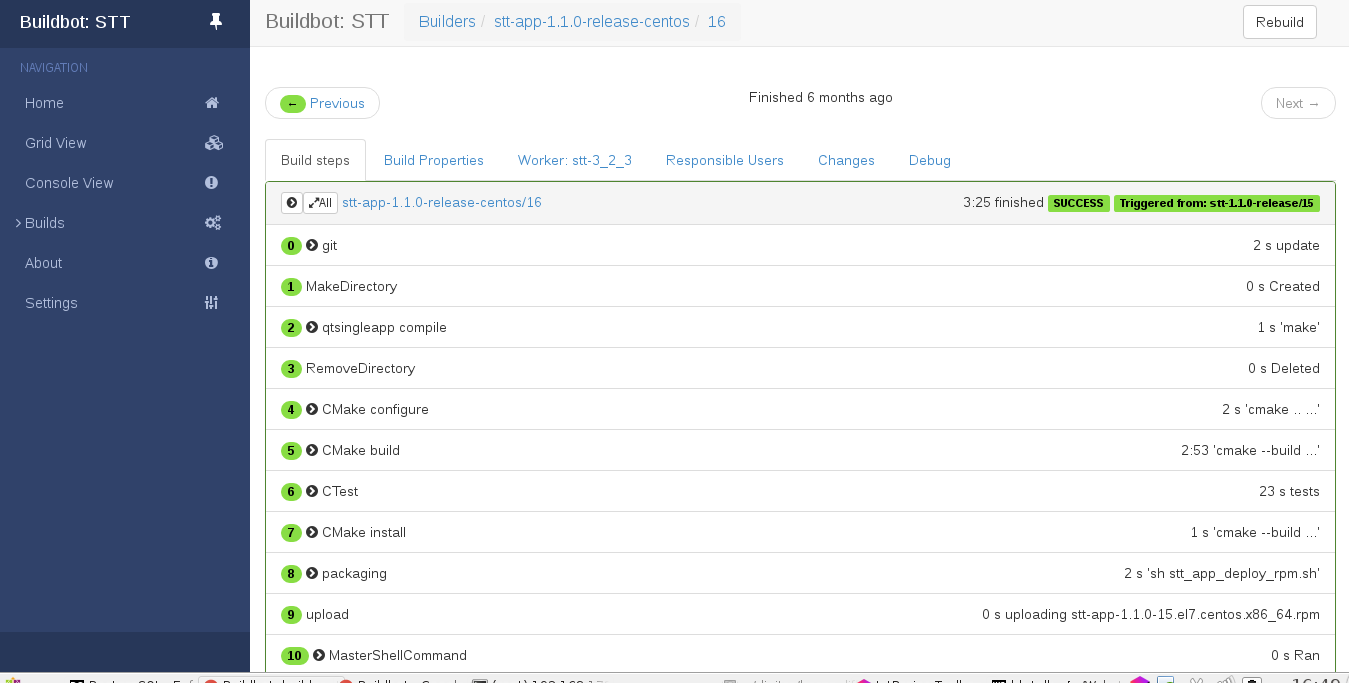 Buildbot: STT
Buildbot: STT Builders / stt-app-1.1.0-release-centos / 16 Rebuild
NAVIGATION
Home
Grid View
Console View
Builds
About
Settings
← Previous Finished 6 months ago Next →
Build steps Build Properties Worker: stt-3_2_3 Responsible Users Changes Debug
All stt-app-1.1.0-release-centos/16 3:25 finished SUCCESS Triggered from: stt-1.1.0-release/15
0 git 2 s update
1 MakeDirectory 0 s Created
2 qtsingleapp compile 1 s 'make'
3 RemoveDirectory 0 s Deleted
4 CMake configure 2 s 'cmake .. ...'
5 CMake build 2:53 'cmake --build ...'
6 CTest 23 s tests
7 CMake install 1 s 'cmake --build ...'
8 packaging 2 s 'sh stt_app_deploy_rpm.sh'
9 upload 0 s uploading stt-app-1.1.0-15.el7.centos.x86_64.rpm
10 MasterShellCommand 0 s Ran